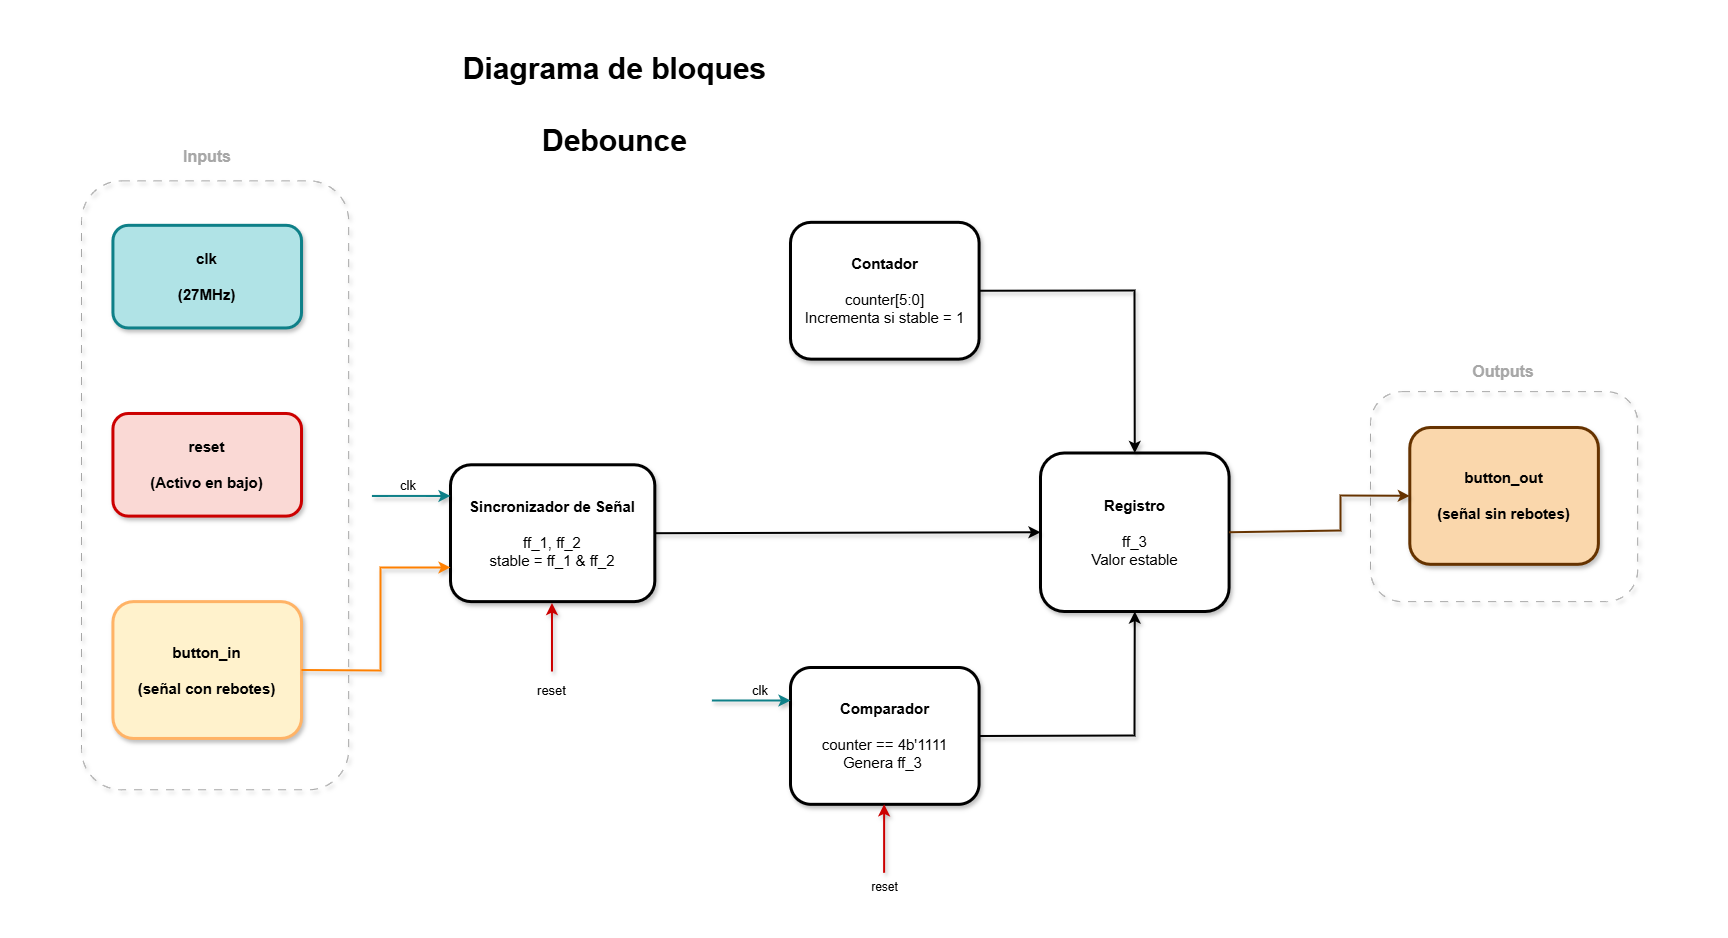 Diagrama de bloques
Debounce
Inputs
clk
(27MHz)
reset
(Activo en bajo)
button_in
(señal con rebotes)
clk
Sincronizador de Señal
ff_1, ff_2
stable = ff_1 & ff_2
reset
Contador
counter[5:0]
Incrementa si stable = 1
clk
Comparador
counter == 4b'1111
Genera ff_3
reset
Registro
ff_3
Valor estable
Outputs
button_out
(señal sin rebotes)